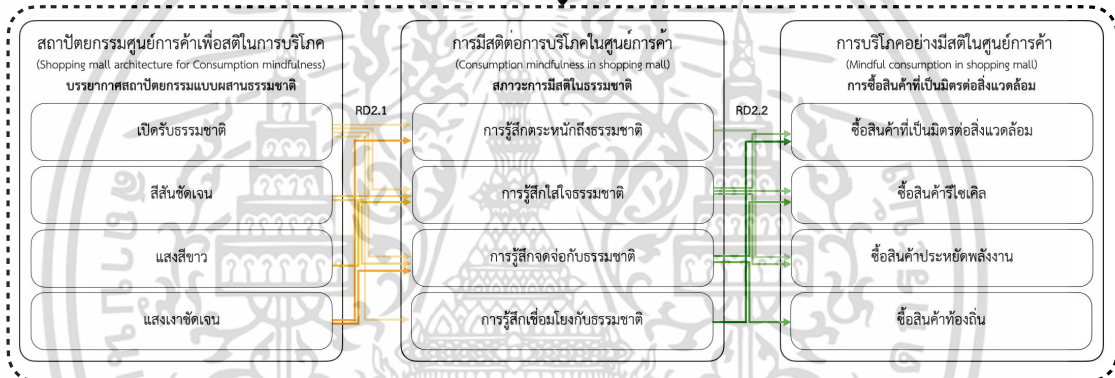 สถาปัตยกรรมศูนย์การค้าเพื่อสติในการบริโภค
(Shopping mall architecture for Consumption mindfulness)
บรรยากาศสถาปัตยกรรมแบบผสานธรรมชาติ
เปิดรับธรรมชาติ
สีสันชัดเจน
แสงสีขาว
แสงเงาชัดเจน
RD2.1
การมีสติต่อการบริโภคในศูนย์การค้า
(Consumption mindfulness in shopping mall)
สภาวะการมีสติในธรรมชาติ
การรู้สึกตระหนักถึงธรรมชาติ
การรู้สึกใส่ใจธรรมชาติ
การรู้สึกจดจ่อกับธรรมชาติ
การรู้สึกเชื่อมโยงกับธรรมชาติ
RD2.2
การบริโภคอย่างมีสติในศูนย์การค้า
(Mindful consumption in shopping mall)
การซื้อสินค้าที่เป็นมิตรต่อสิ่งแวดล้อม
ซื้อสินค้าที่เป็นมิตรต่อสิ่งแวดล้อม
ซื้อสินค้ารีไซเคิล
ซื้อสินค้าประหยัดพลังงาน
ซื้อสินค้าท้องถิ่น